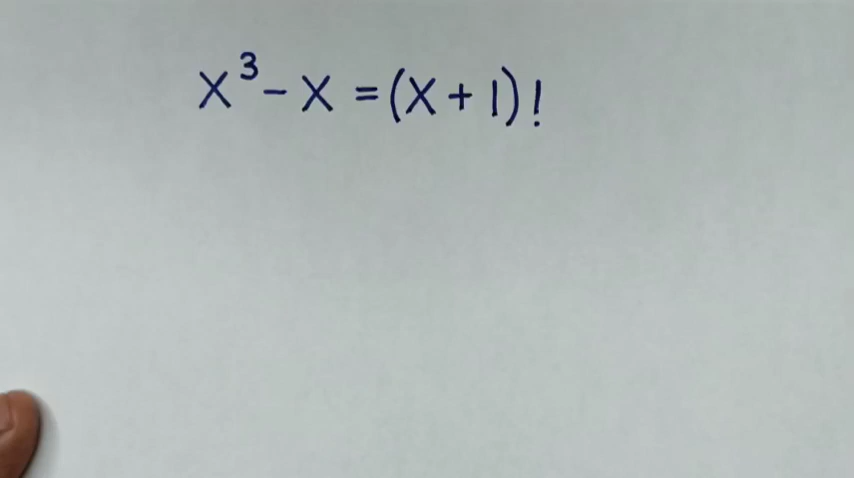 x³ - x = (x + 1)!